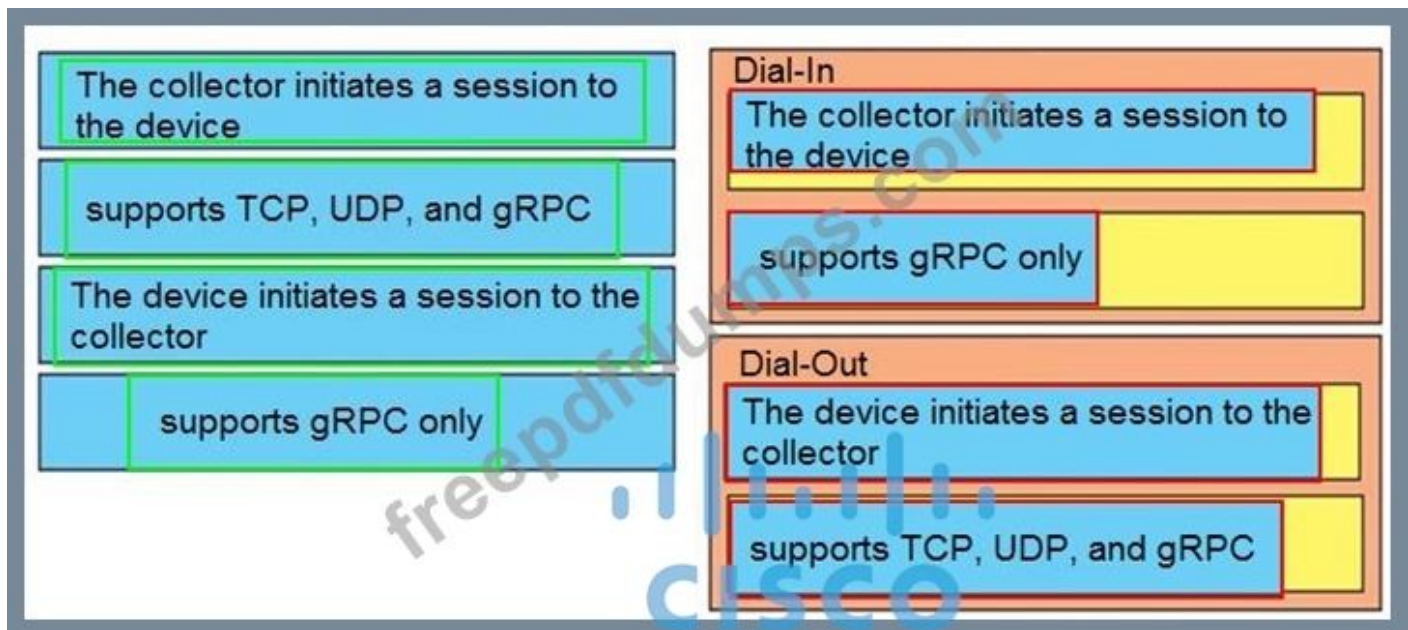 The collector initiates a session to
the device
supports TCP, UDP, and gRPC
The device initiates a session to the
collector
supports gRPC only
Dial-In
The collector initiates a session to
the device
supports gRPC only
Dial-Out
The device initiates a session to the
collector
supports TCP, UDP, and gRPC
freepdfdumps.com
CISCO